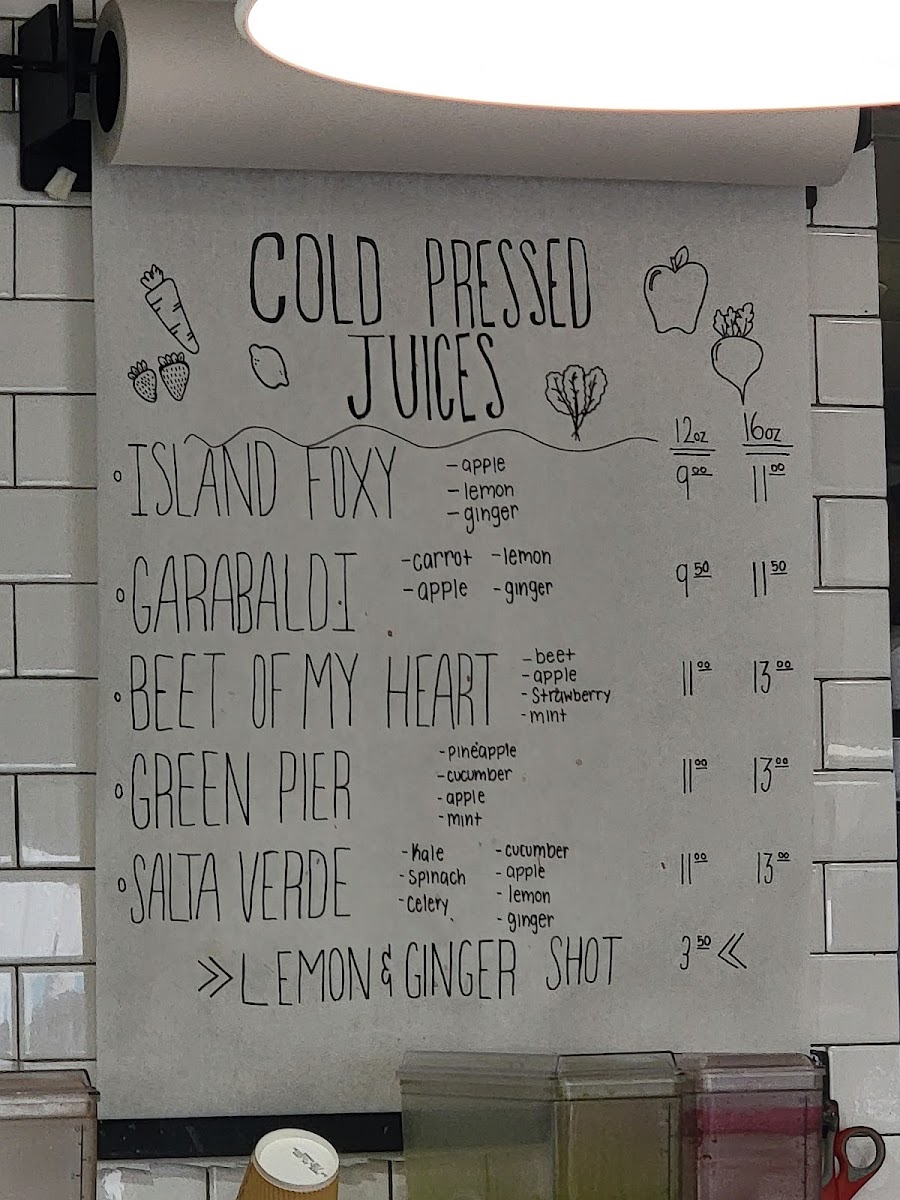 COLD PRESSED
JUICES
12oz 16oz
ISLAND FOXY -apple 9.00 11.00
-lemon
-ginger
GARABALDI -carrot -lemon 9.50 11.50
-apple -ginger
BEET OF MY HEART -beet 11.00 13.00
-apple
-Strawberry
-mint
GREEN PIER -pineapple 11.00 13.00
-cucumber
-apple
-mint
SALTA VERDE -Kale -cucumber 11.00 13.00
-spinach -apple
-celery -lemon
-ginger
>> LEMON & GINGER SHOT 3.50 <<